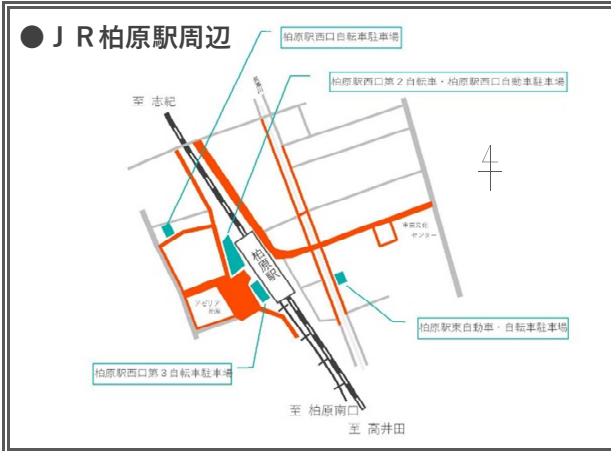 ● ＪＲ柏原駅周辺
柏原駅西口自転車駐車場
柏原駅西口第２自転車・柏原駅西口自動車駐車場
至 志紀
柏原駅
アゼリア
柏原
センター
柏原駅東自動車・自転車駐車場
柏原駅西口第３自転車駐車場
至 柏原南口
至 高井田